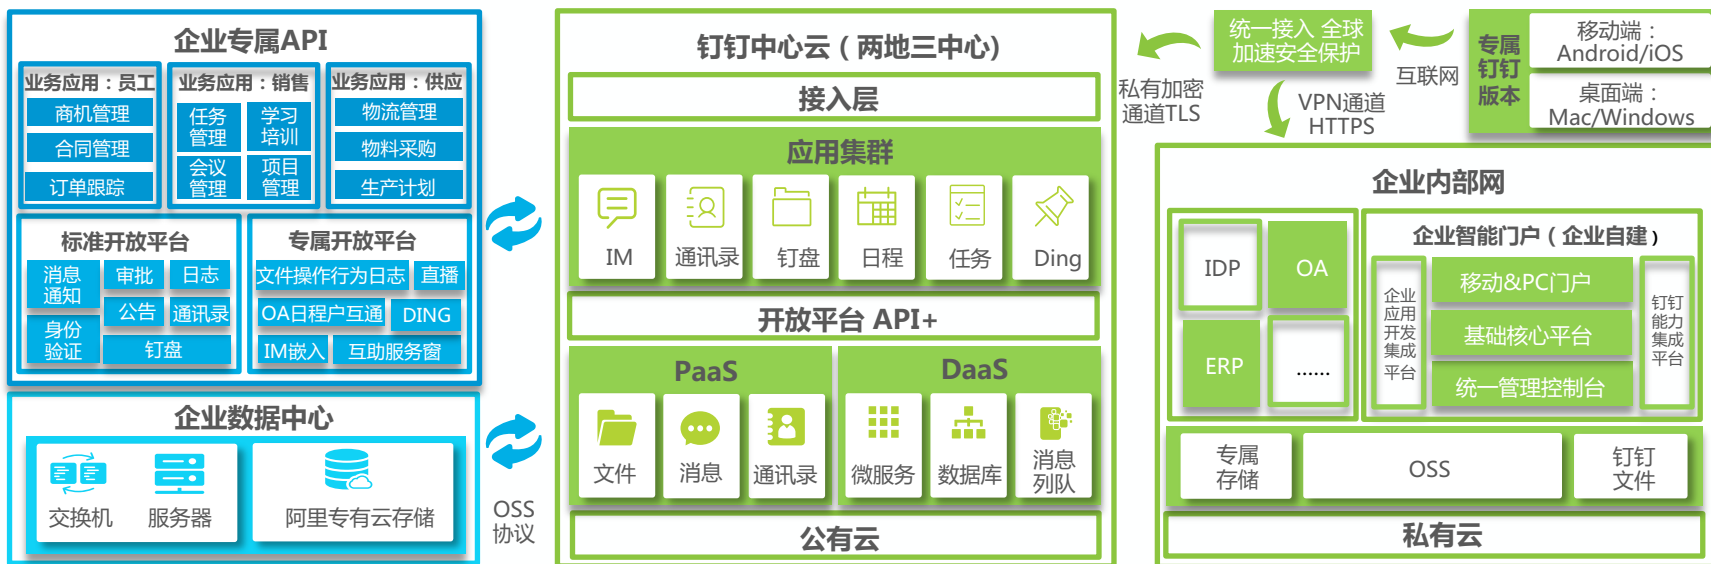 企业专属API
业务应用：员工
商机管理
合同管理
订单跟踪
业务应用：销售
任务
管理
学习
培训
会议
管理
项目
管理
业务应用：供应
物流管理
物料采购
生产计划
标准开放平台
消息
通知
审批
日志
公告
通讯录
身份
验证
钉盘
专属开放平台
文件操作行为日志
直播
OA日程户互通
DING
IM嵌入
互助服务窗
企业数据中心
交换机
服务器
阿里专有云存储
OSS
协议
钉钉中心云（两地三中心）
接入层
应用集群
IM
通讯录
钉盘
日程
任务
Ding
开放平台 API+
PaaS
文件
消息
通讯录
DaaS
微服务
数据库
消息
列队
公有云
私有加密
通道TLS
统一接入 全球
加速安全保护
VPN通道
HTTPS
互联网
专属
钉钉
版本
移动端：
Android/iOS
桌面端：
Mac/Windows
企业内部网
IDP
OA
ERP
......
企业智能门户（企业自建）
企业
应用
开发
集成
平台
移动&PC门户
基础核心平台
统一管理控制台
钉钉
能力
集成
平台
专属
存储
OSS
钉钉
文件
私有云